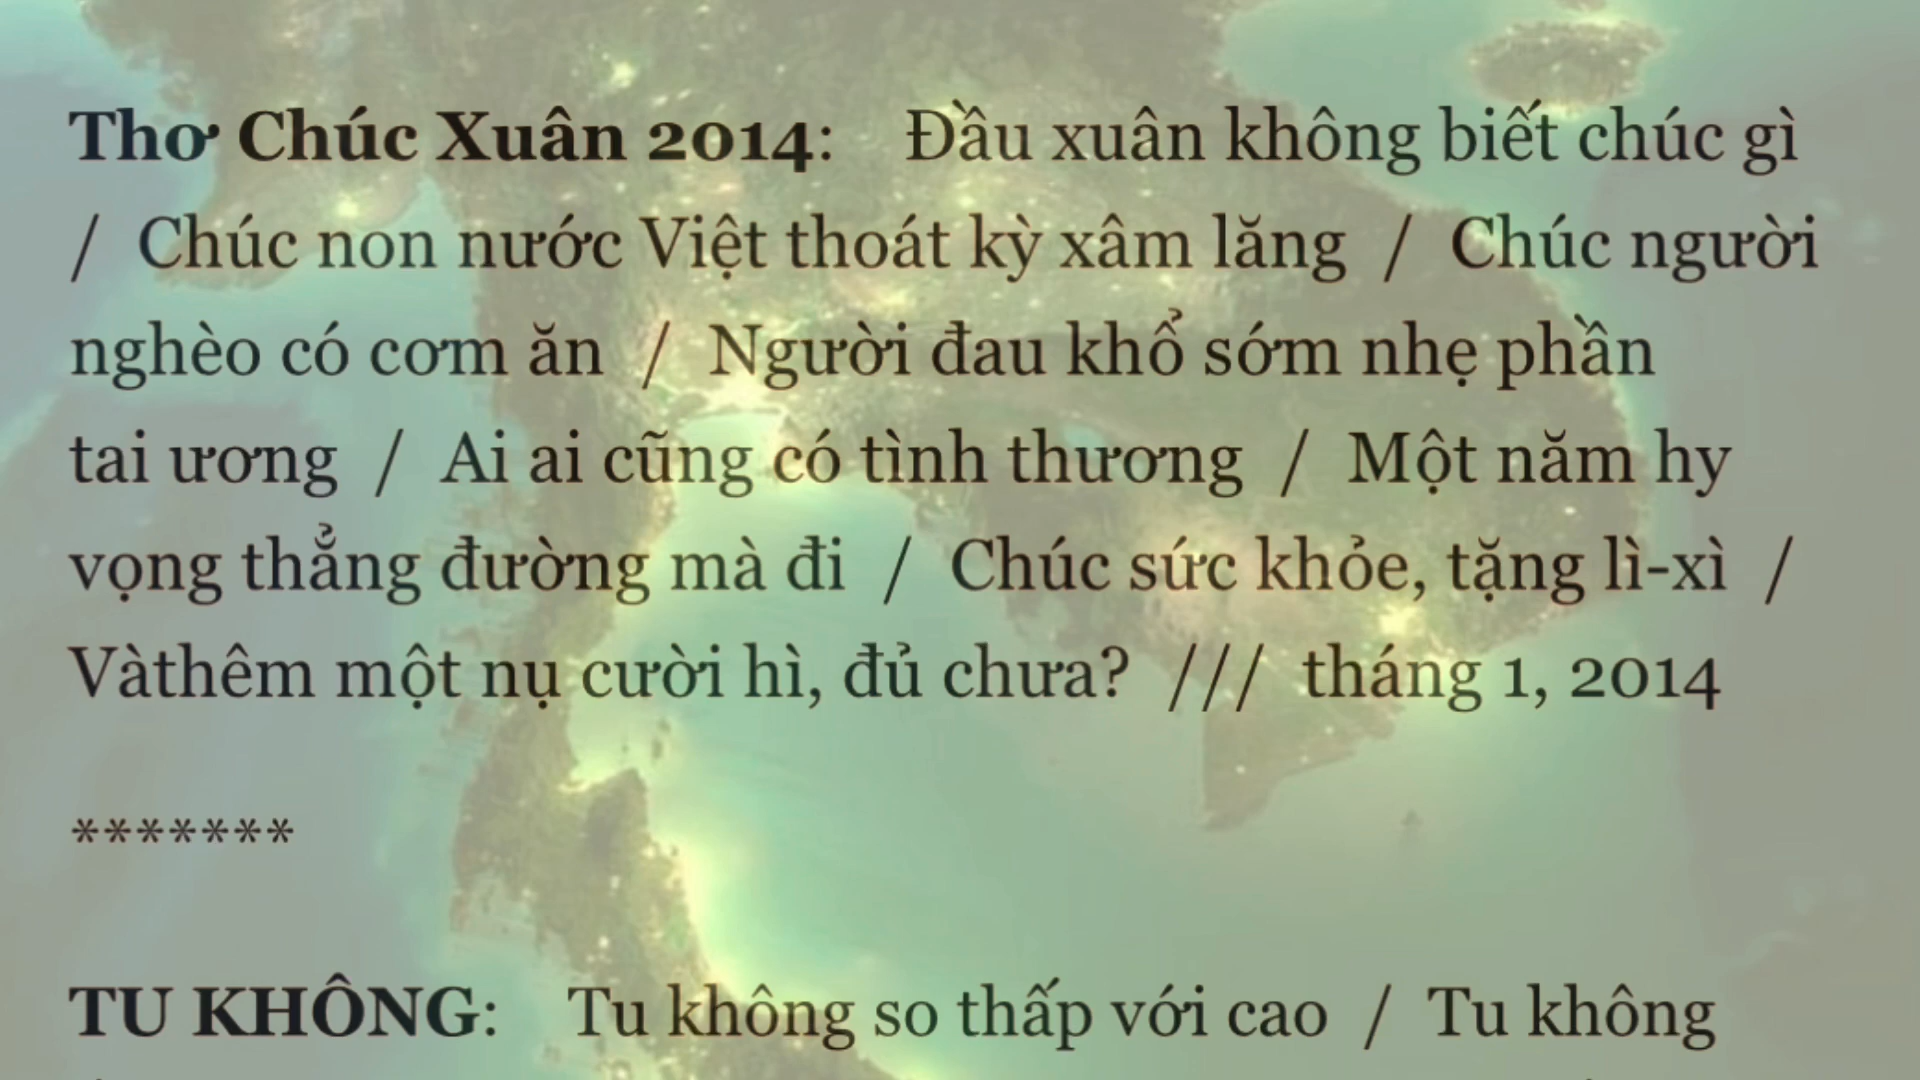 Thơ Chúc Xuân 2014: Đầu xuân không biết chúc gì
/ Chúc non nước Việt thoát kỳ xâm lăng / Chúc người
nghèo có cơm ăn / Người đau khổ sớm nhẹ phần
tai ương / Ai ai cũng có tình thương / Một năm hy
vọng thẳng đường mà đi / Chúc sức khỏe, tặng lì-xì /
Vàthêm một nụ cười hì, đủ chưa? /// tháng 1, 2014
*******
TU KHÔNG: Tu không so thấp với cao / Tu không